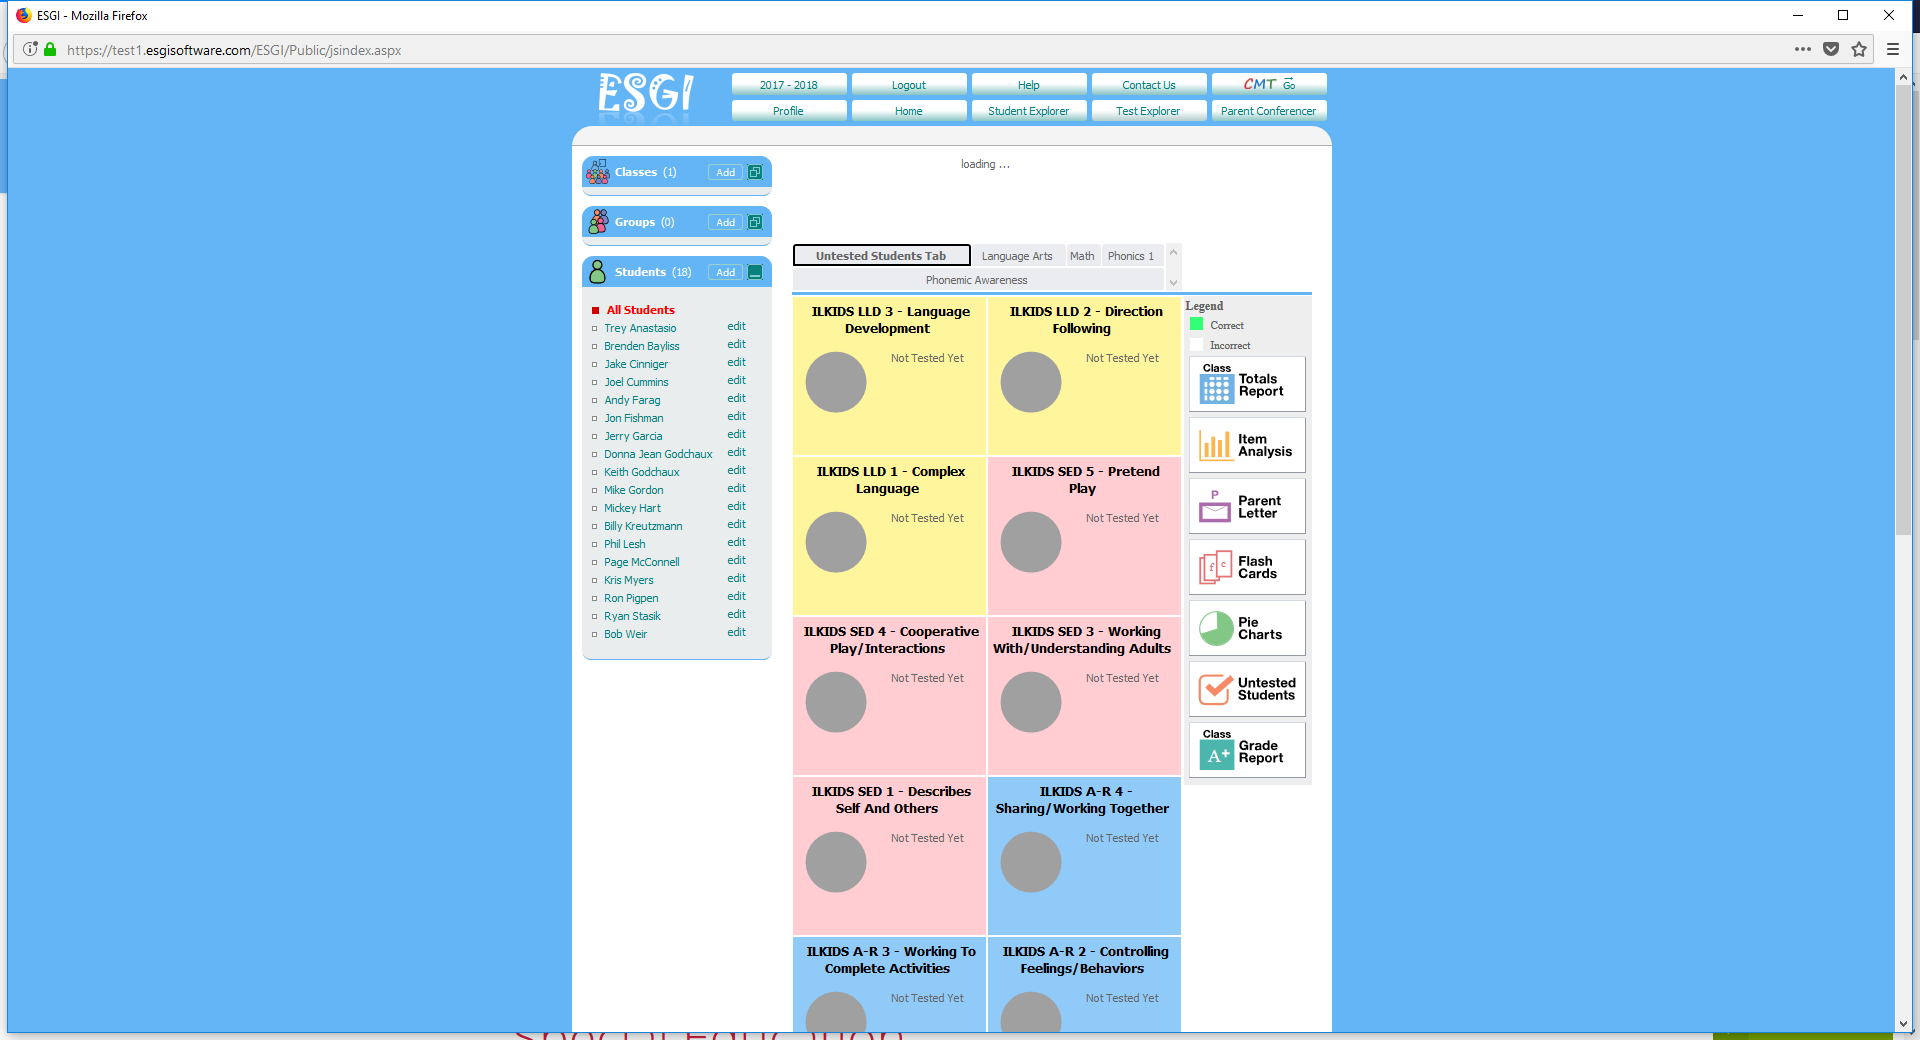 ESGI - Mozilla Firefox
https://test1.esgisoftware.com/ESGI/Public/jsindex.aspx
ESGI
2017 - 2018
Logout
Help
Contact Us
CMT Go
Profile
Home
Student Explorer
Test Explorer
Parent Conferencer
Classes (1)
Add
Groups (0)
Add
Students (18)
Add
All Students
Trey Anastasio edit
Brenden Bayliss edit
Jake Cinniger edit
Joel Cummins edit
Andy Farag edit
Jon Fishman edit
Jerry Garcia edit
Donna Jean Godchaux edit
Keith Godchaux edit
Mike Gordon edit
Mickey Hart edit
Billy Kreutzmann edit
Phil Lesh edit
Page McConnell edit
Kris Myers edit
Ron Pigpen edit
Ryan Stasik edit
Bob Weir edit
loading ...
Untested Students Tab
Language Arts
Math
Phonics 1
Phonemic Awareness
ILKIDS LLD 3 - Language
Development
Not Tested Yet
ILKIDS LLD 2 - Direction
Following
Not Tested Yet
ILKIDS LLD 1 - Complex
Language
Not Tested Yet
ILKIDS SED 5 - Pretend
Play
Not Tested Yet
ILKIDS SED 4 - Cooperative
Play/Interactions
Not Tested Yet
ILKIDS SED 3 - Working
With/Understanding Adults
Not Tested Yet
ILKIDS SED 1 - Describes
Self And Others
Not Tested Yet
ILKIDS A-R 4 -
Sharing/Working Together
Not Tested Yet
ILKIDS A-R 3 - Working To
Complete Activities
Not Tested Yet
ILKIDS A-R 2 - Controlling
Feelings/Behaviors
Not Tested Yet
Legend
Correct
Incorrect
Class
Totals
Report
Item
Analysis
P
Parent
Letter
f c
Flash
Cards
Pie
Charts
Untested
Students
Class
A+
Grade
Report
Special Education